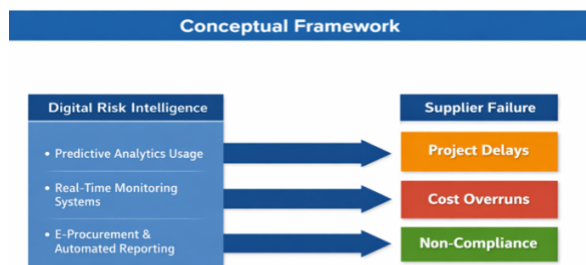 Conceptual Framework
Digital Risk Intelligence
• Predictive Analytics Usage
• Real-Time Monitoring
Systems
• E-Procurement &
Automated Reporting
Supplier Failure
Project Delays
Cost Overruns
Non-Compliance